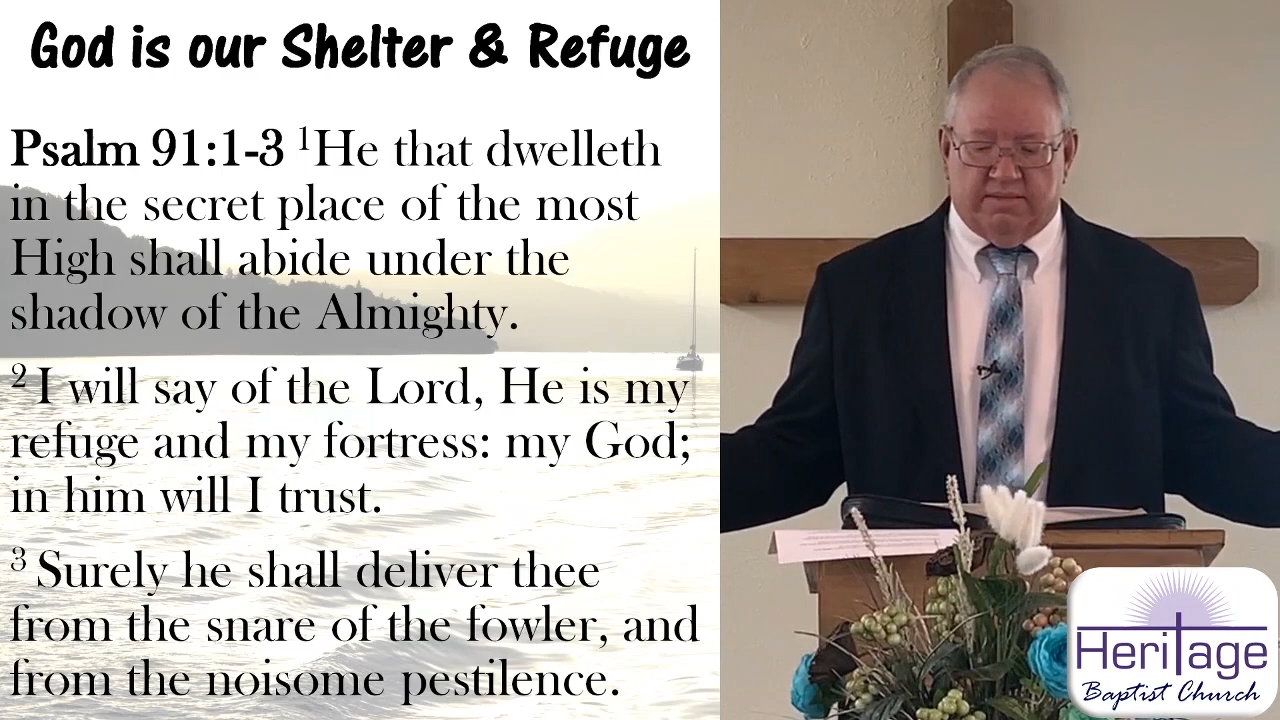 God is our Shelter & Refuge
Psalm 91:1-3 ¹He that dwelleth
in the secret place of the most
High shall abide under the
shadow of the Almighty.
² I will say of the Lord, He is my
refuge and my fortress: my God;
in him will I trust.
³ Surely he shall deliver thee
from the snare of the fowler, and
from the noisome pestilence.
Heritage
Baptist Church